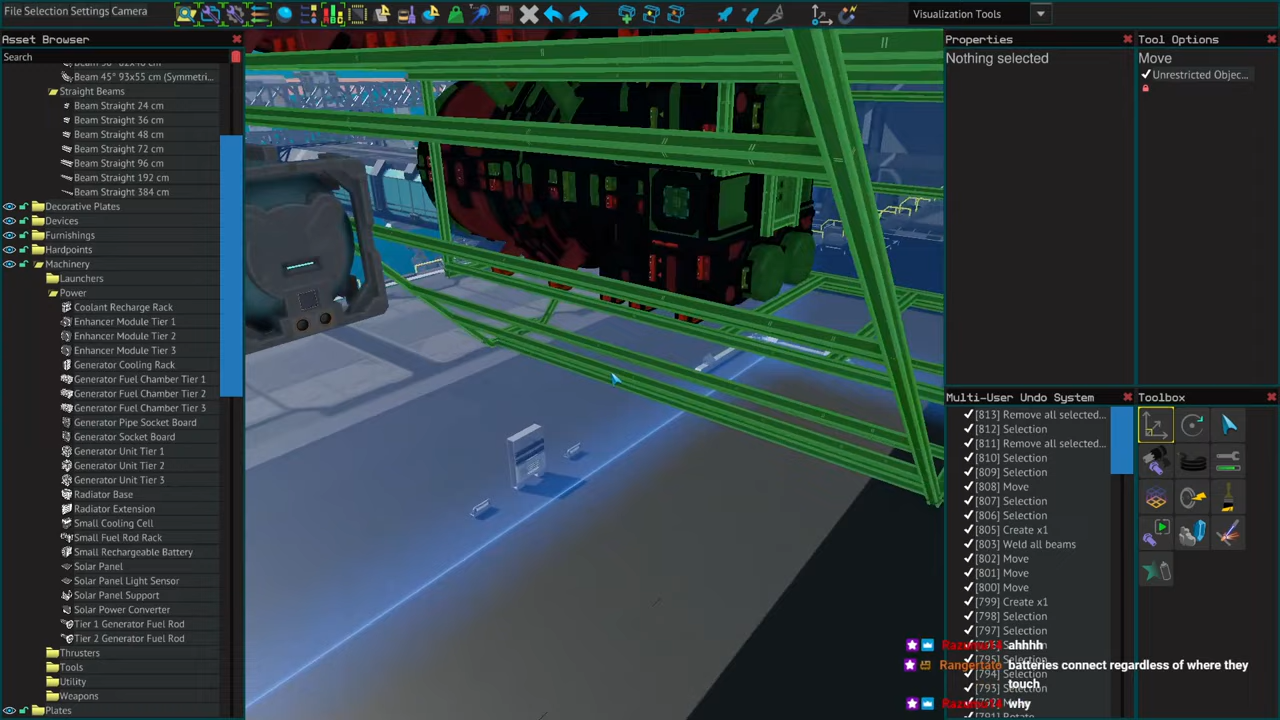 File Selection Settings Camera
Visualization Tools
Asset Browser
Search
Beam 45° 93x55 cm (Symmetri...
Straight Beams
Beam Straight 24 cm
Beam Straight 36 cm
Beam Straight 48 cm
Beam Straight 72 cm
Beam Straight 96 cm
Beam Straight 192 cm
Beam Straight 384 cm
Decorative Plates
Devices
Furnishings
Hardpoints
Machinery
Launchers
Power
Coolant Recharge Rack
Enhancer Module Tier 1
Enhancer Module Tier 2
Enhancer Module Tier 3
Generator Cooling Rack
Generator Fuel Chamber Tier 1
Generator Fuel Chamber Tier 2
Generator Fuel Chamber Tier 3
Generator Pipe Socket Board
Generator Socket Board
Generator Unit Tier 1
Generator Unit Tier 2
Generator Unit Tier 3
Radiator Base
Radiator Extension
Small Cooling Cell
Small Fuel Rod Rack
Small Rechargeable Battery
Solar Panel
Solar Panel Light Sensor
Solar Panel Support
Solar Power Converter
Tier 1 Generator Fuel Rod
Tier 2 Generator Fuel Rod
Thrusters
Tools
Utility
Weapons
Plates
Properties
Nothing selected
Tool Options
Move
Unrestricted Objec...
Multi-User Undo System
[813] Remove all selected...
[812] Selection
[811] Remove all selected...
[810] Selection
[809] Selection
[808] Move
[807] Selection
[806] Selection
[805] Create x1
[803] Weld all beams
[802] Move
[801] Move
[800] Move
[799] Create x1
[798] Selection
[797] Selection
[794] Selection
[793] Selection
Toolbox
ahhhh
Rangertato batteries connect regardless of where they
touch
why